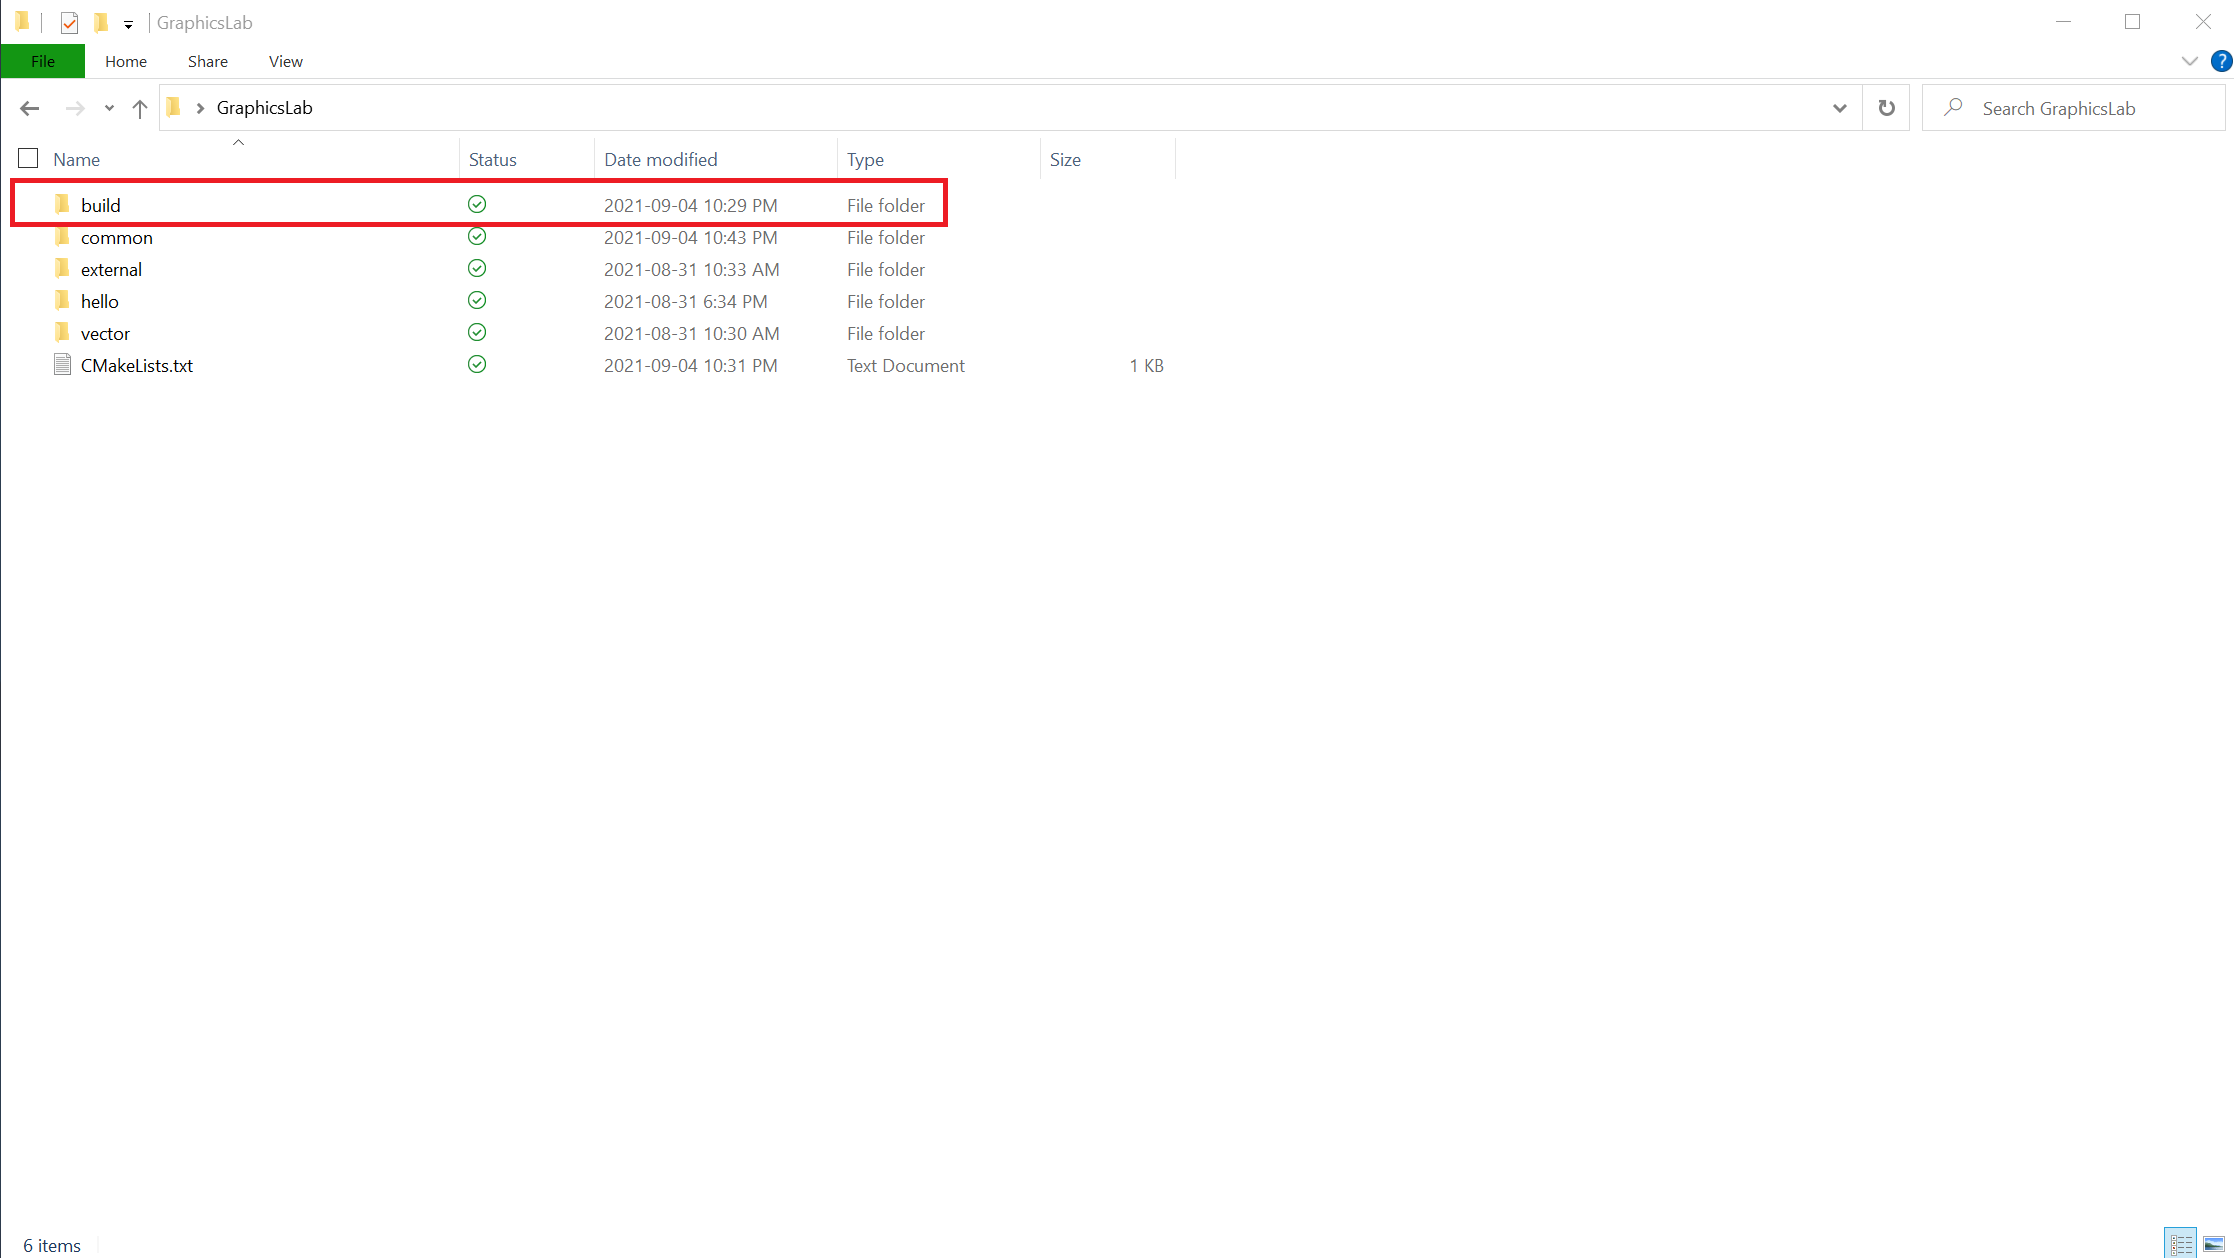 GraphicsLab
File Home Share View ?
GraphicsLab Search GraphicsLab
Name Status Date modified Type Size
build 2021-09-04 10:29 PM File folder
common 2021-09-04 10:43 PM File folder
external 2021-08-31 10:33 AM File folder
hello 2021-08-31 6:34 PM File folder
vector 2021-08-31 10:30 AM File folder
CMakeLists.txt 2021-09-04 10:31 PM Text Document 1 KB
6 items